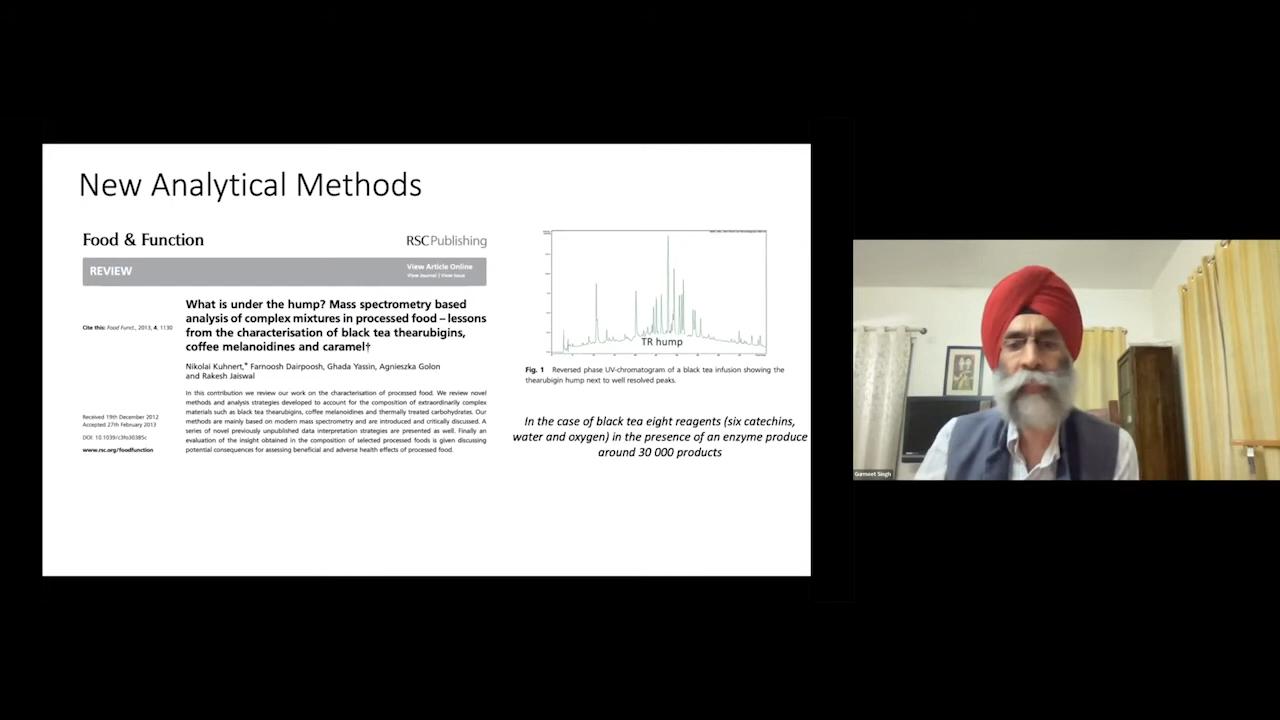 New Analytical Methods
Food & Function
RSCPublishing
REVIEW
View Article Online
View Journal | View Issue
What is under the hump? Mass spectrometry based
analysis of complex mixtures in processed food – lessons
from the characterisation of black tea thearubigins,
coffee melanoidines and caramel†
Cite this: Food Funct., 2013, 4, 1130
Nikolai Kuhnert,* Farnoosh Dairpoosh, Ghada Yassin, Agnieszka Golon
and Rakesh Jaiswal
In this contribution we review our work on the characterisation of processed food. We review novel
methods and analysis strategies developed to account for the composition of extraordinarily complex
materials such as black tea thearubigins, coffee melanoidines and thermally treated carbohydrates. Our
methods are mainly based on modern mass spectrometry and are introduced and critically discussed. A
series of novel previously unpublished data interpretation strategies are presented as well. Finally an
evaluation of the insight obtained in the composition of selected processed foods is given discussing
potential consequences for assessing beneficial and adverse health effects of processed food.
Received 19th December 2012
Accepted 27th February 2013
DOI: 10.1039/c3fo30385c
www.rsc.org/foodfunction
TR hump
Fig. 1 Reversed phase UV-chromatogram of a black tea infusion showing the
thearubigin hump next to well resolved peaks.
In the case of black tea eight reagents (six catechins,
water and oxygen) in the presence of an enzyme produce
around 30 000 products
Gurmeet Singh